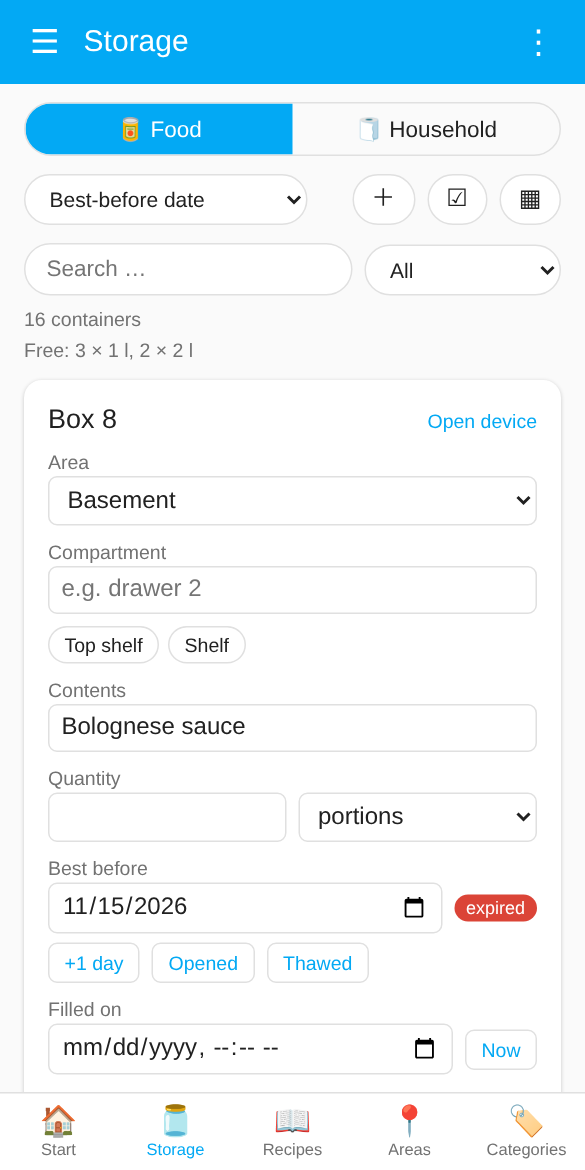 ☰ Storage ⋮
🥫 Food 🧻 Household
Best-before date + ☑ ▦
Search … All
16 containers
Free: 3 × 1 l, 2 × 2 l
Box 8 Open device
Area
Basement
Compartment
e.g. drawer 2
Top shelf Shelf
Contents
Bolognese sauce
Quantity
portions
Best before
11/15/2026 expired
+1 day Opened Thawed
Filled on
mm/dd/yyyy, --:-- -- Now
Start Storage Recipes Areas Categories